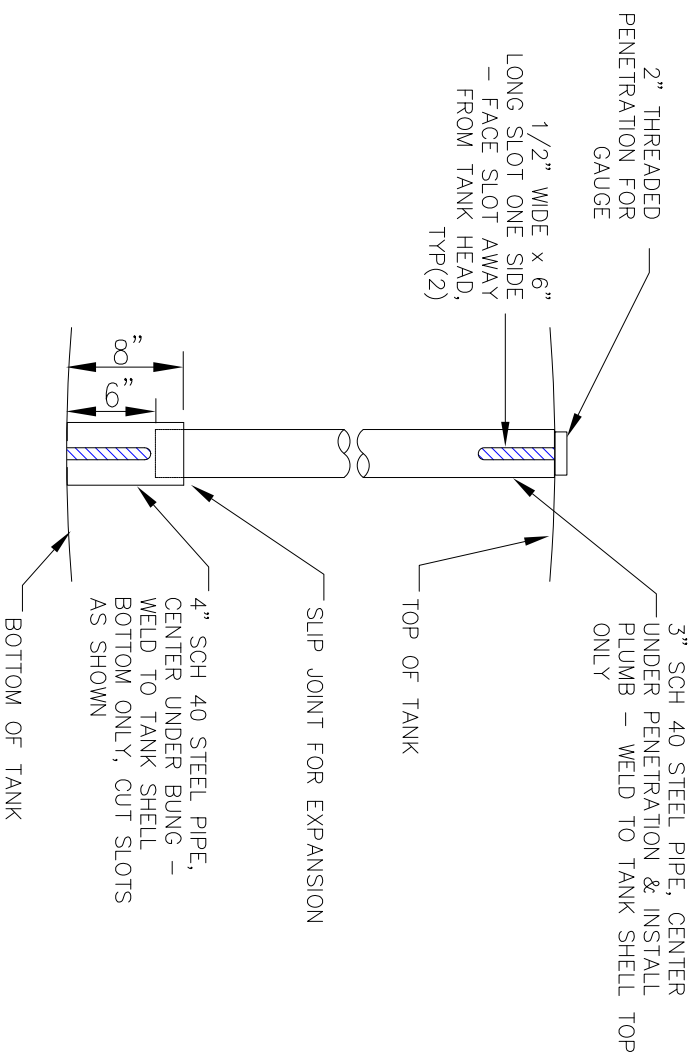 2" THREADED
PENETRATION FOR
GAUGE
1/2" WIDE x 6"
LONG SLOT ONE SIDE
- FACE SLOT AWAY
FROM TANK HEAD,
TYP(2)
8"
6"
3" SCH 40 STEEL PIPE, CENTER
UNDER PENETRATION & INSTALL
PLUMB - WELD TO TANK SHELL TOP
ONLY
TOP OF TANK
SLIP JOINT FOR EXPANSION
4" SCH 40 STEEL PIPE,
CENTER UNDER BUNG -
WELD TO TANK SHELL
BOTTOM ONLY, CUT SLOTS
AS SHOWN
BOTTOM OF TANK